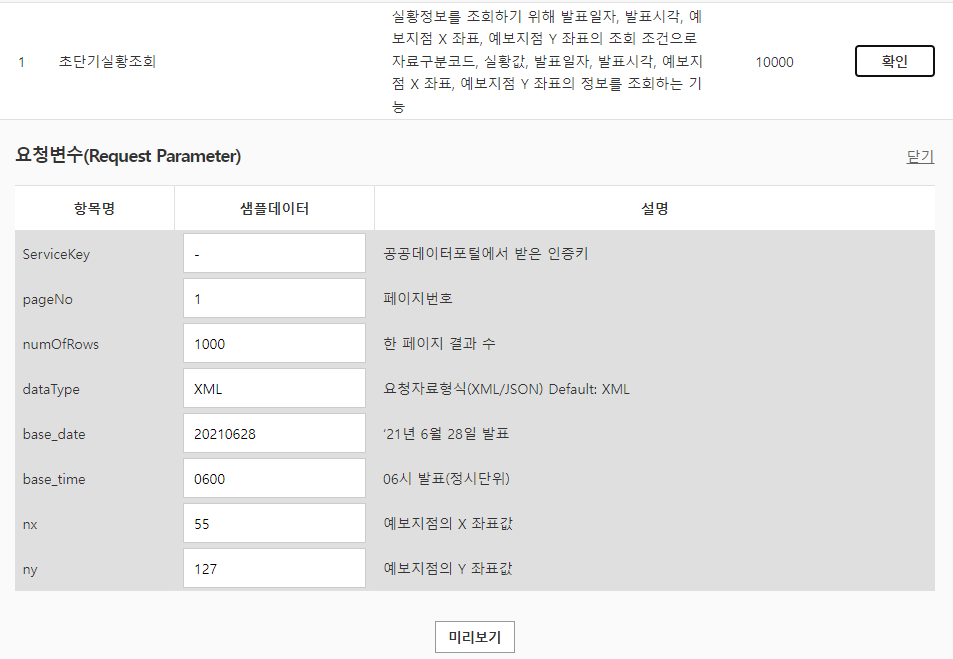 실황정보를 조회하기 위해 발표일자, 발표시각, 예
보지점 X 좌표, 예보지점 Y 좌표의 조회 조건으로
1 초단기실황조회 자료구분코드, 실황값, 발표일자, 발표시각, 예보지 10000 확인
점 X 좌표, 예보지점 Y 좌표의 정보를 조회하는 기
능
요청변수(Request Parameter) 닫기
항목명 샘플데이터 설명
ServiceKey - 공공데이터포털에서 받은 인증키
pageNo 1 페이지번호
numOfRows 1000 한 페이지 결과 수
dataType XML 요청자료형식(XML/JSON) Default: XML
base_date 20210628 ‘21년 6월 28일 발표
base_time 0600 06시 발표(정시단위)
nx 55 예보지점의 X 좌표값
ny 127 예보지점의 Y 좌표값
미리보기